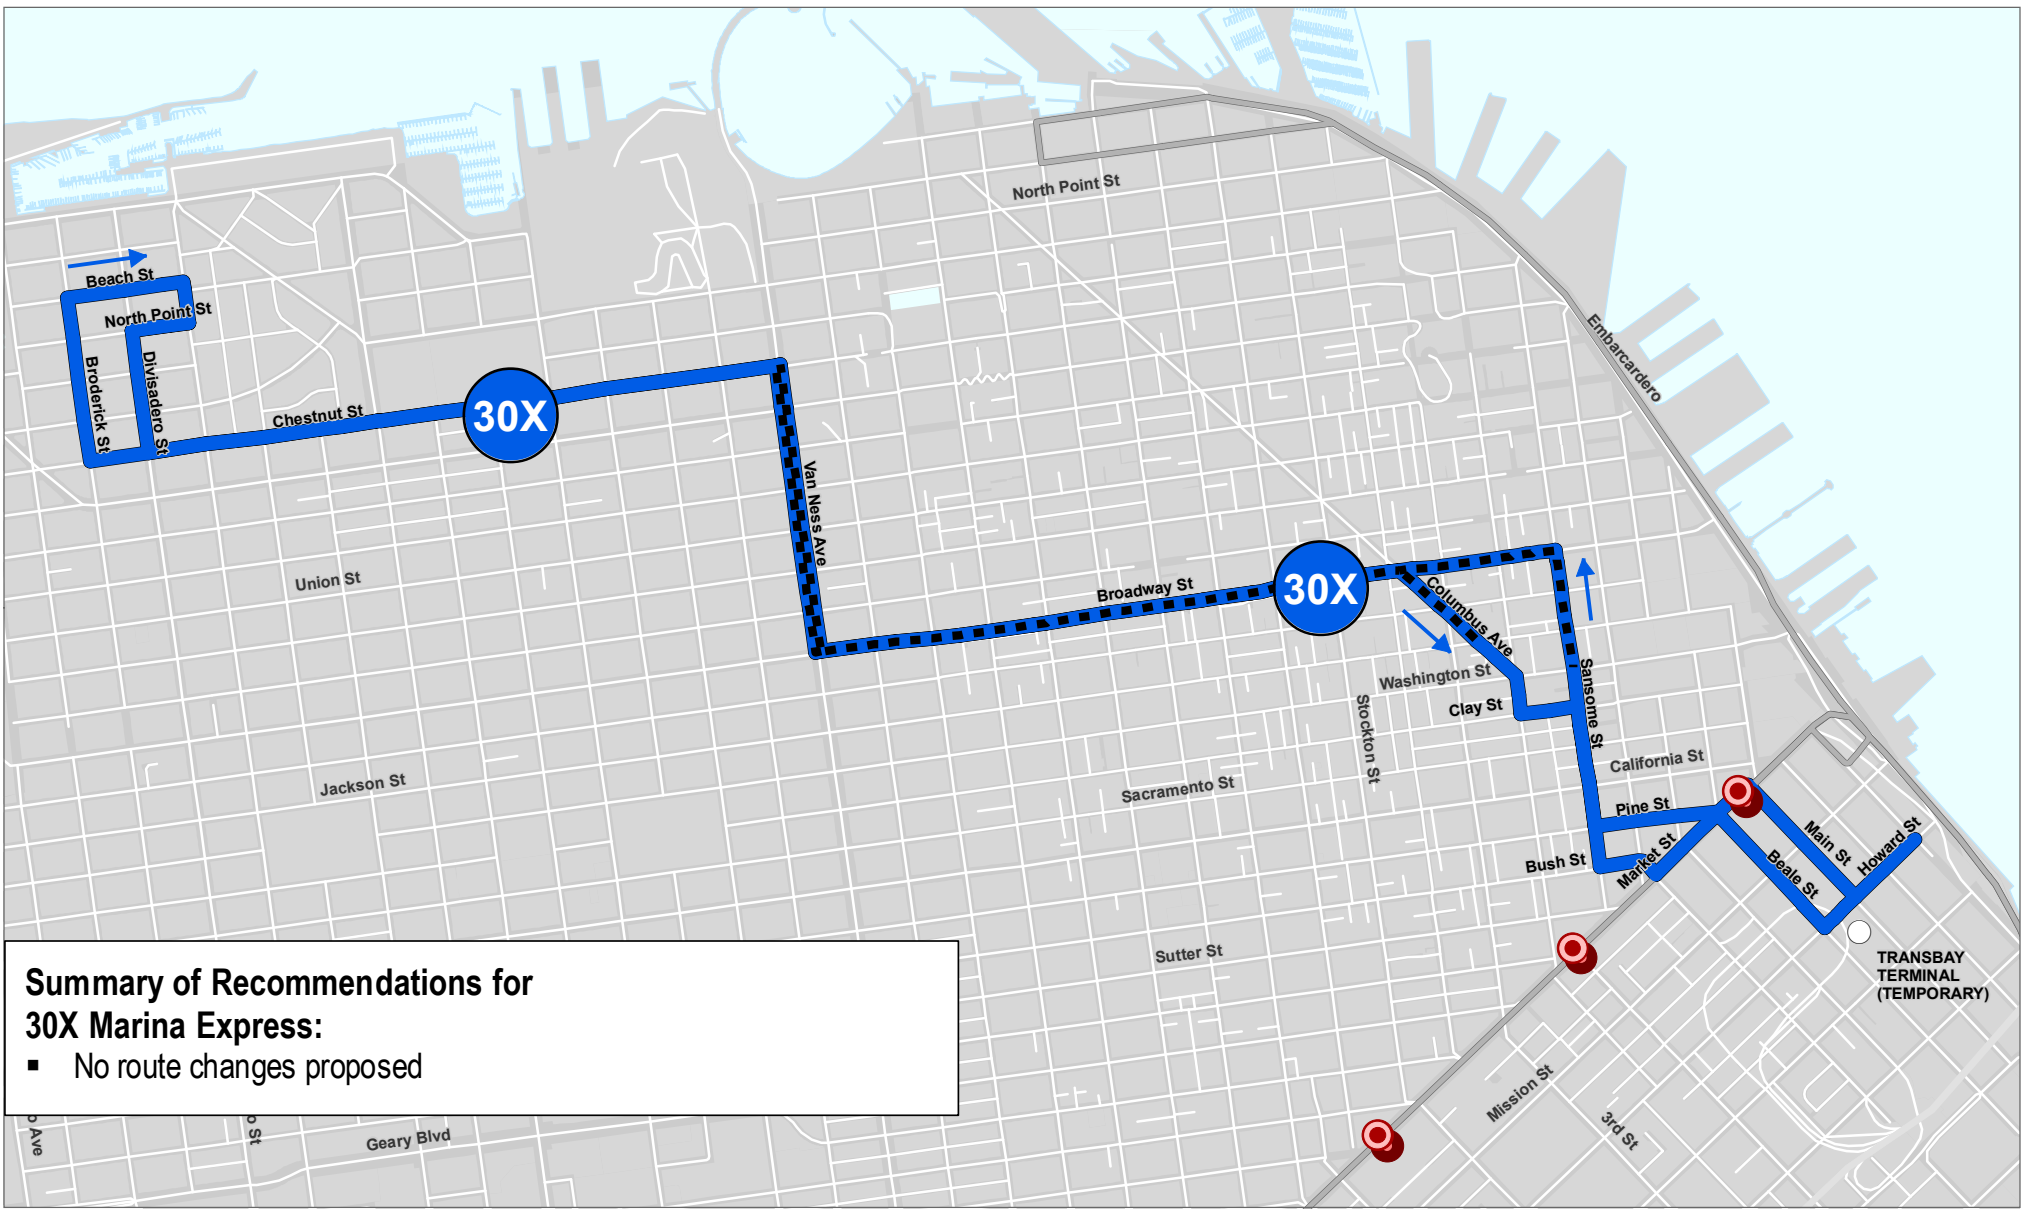 North Point St
Beach St
North Point St
Broderick St
Divisadero St
Chestnut St
30X
Embarcardero
Van Ness Ave
Union St
Broadway St
30X
Columbus Ave
Washington St
Clay St
Stockton St
Sansome St
California St
Jackson St
Sacramento St
Pine St
Main St
Howard St
Bush St
Market St
Beale St
Sutter St
TRANSBAY
TERMINAL
(TEMPORARY)
Summary of Recommendations for
30X Marina Express:
▪ No route changes proposed
Mission St
3rd St
o Ave
o St
Geary Blvd